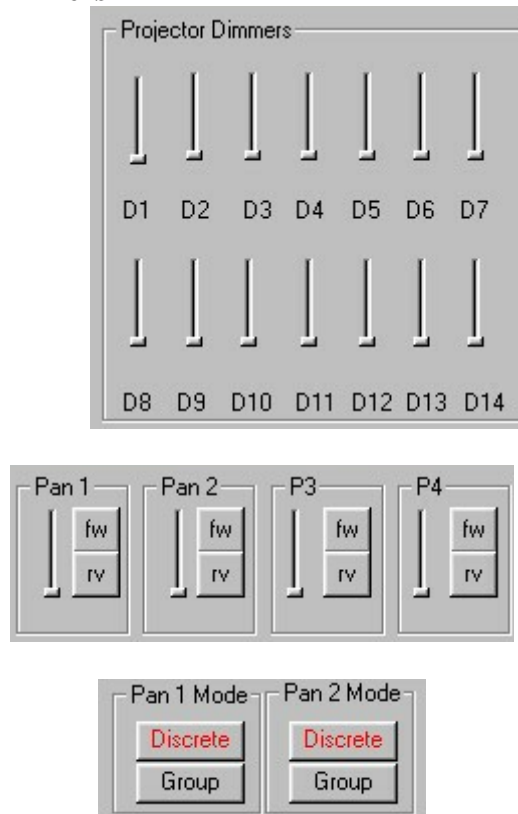 Projector Dimmers
D1 D2 D3 D4 D5 D6 D7
D8 D9 D10 D11 D12 D13 D14
Pan 1 Pan 2 P3 P4
fw fw fw fw
rv rv rv rv
Pan 1 Mode Pan 2 Mode
Discrete Discrete
Group Group